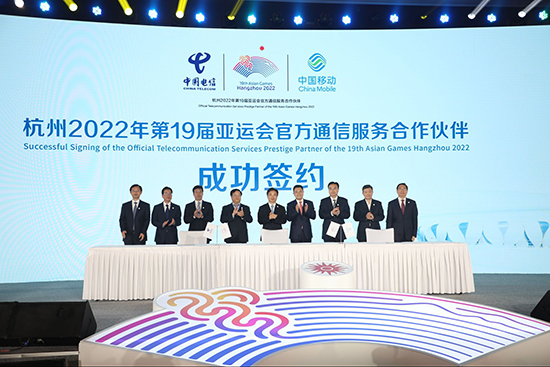 中国电信
CHINA TELECOM
19th Asian Games
Hangzhou 2022
中国移动
China Mobile
杭州2022年第19届亚运会官方通信服务合作伙伴
Official Telecommunication Services Prestige Partner of the 19th Asian Games Hangzhou 2022
杭州2022年第19届亚运会官方通信服务合作伙伴
Successful Signing of the Official Telecommunication Services Prestige Partner of the 19th Asian Games Hangzhou 2022
成功签约